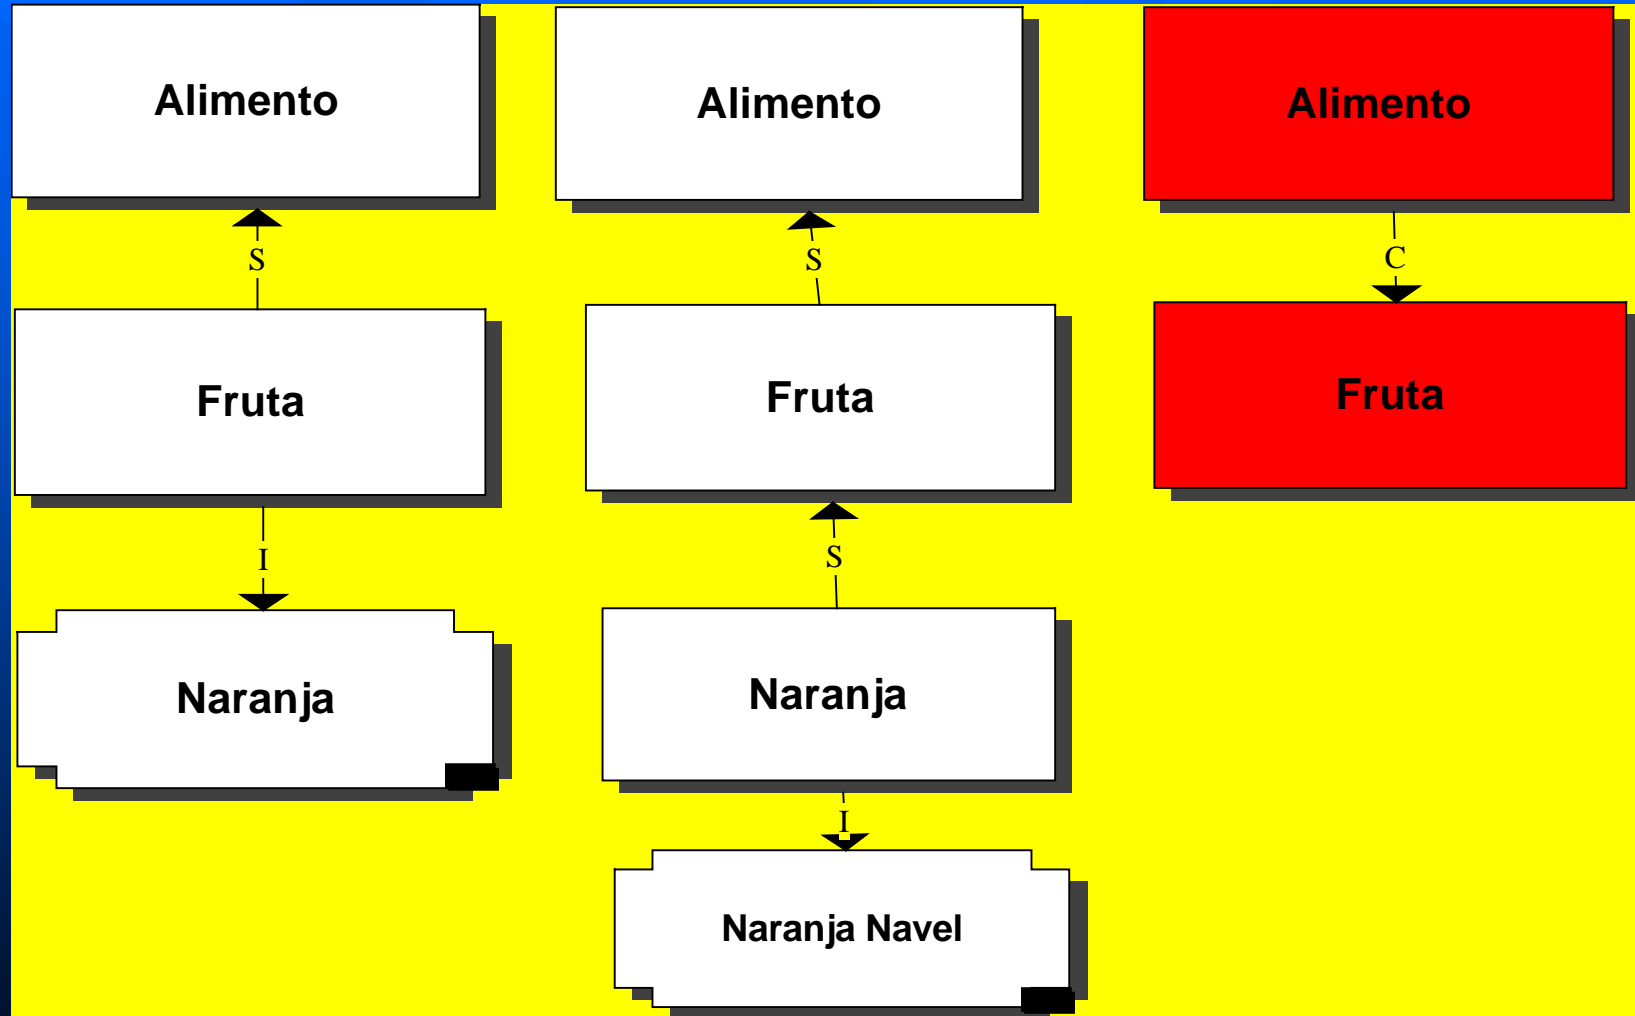 Alimento
S
Fruta
I
Naranja
Alimento
S
Fruta
S
Naranja
I
Naranja Navel
Alimento
C
Fruta